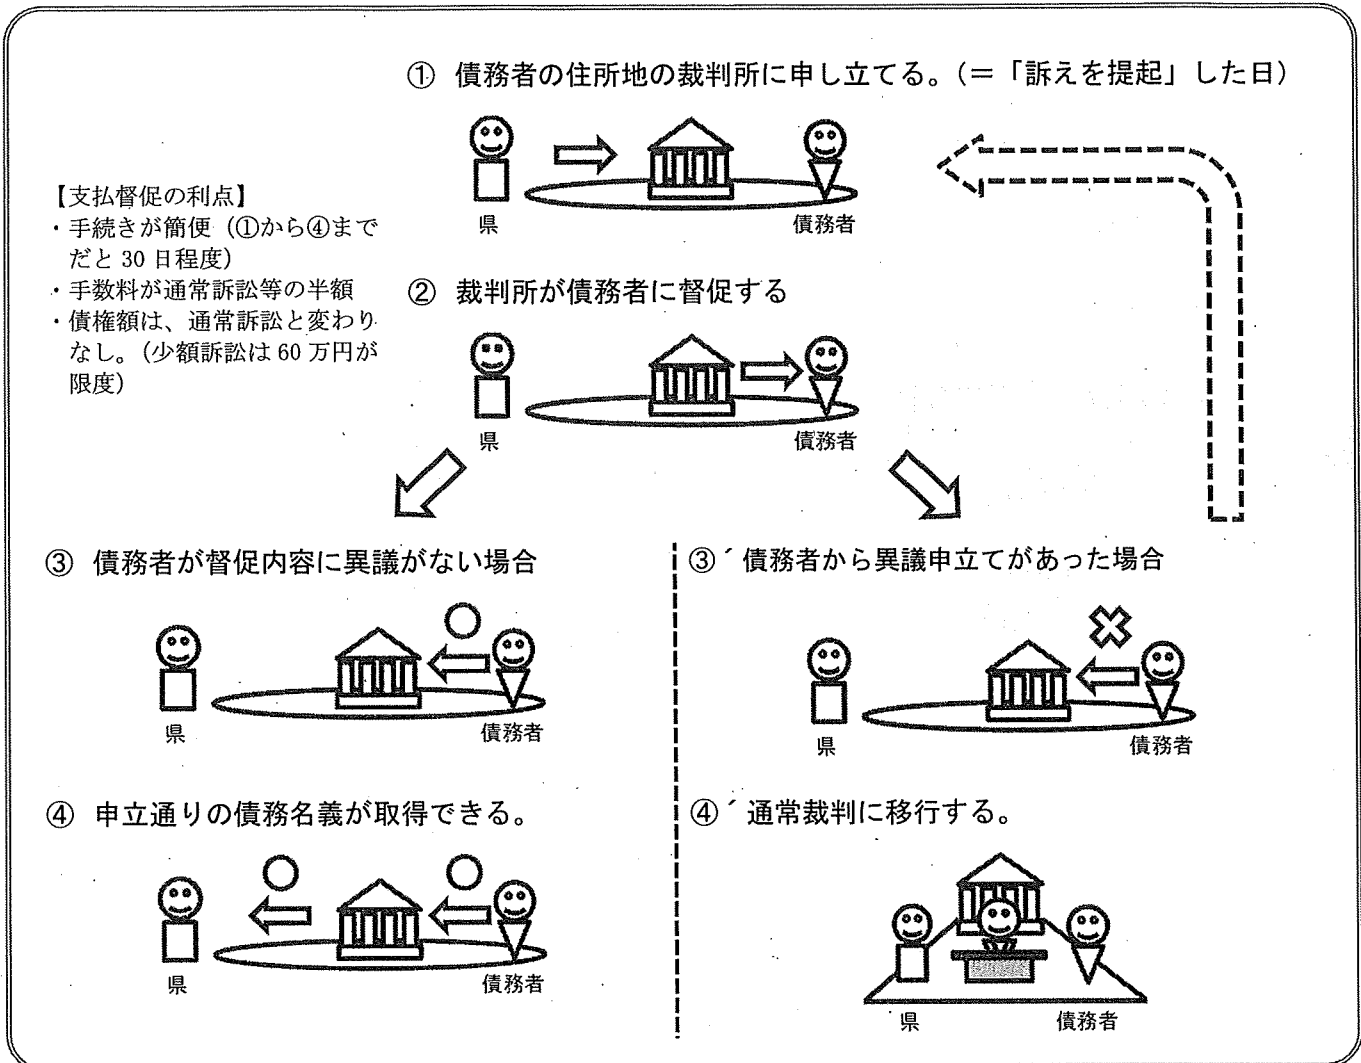 ① 債務者の住所地の裁判所に申し立てる。(=「訴えを提起」した日)
県
債務者
【支払督促の利点】
・手続きが簡便(①から④まで
だと 30 日程度)
・手数料が通常訴訟等の半額
・債権額は、通常訴訟と変わり
なし。(少額訴訟は 60 万円が
限度)
② 裁判所が債務者に督促する
県
債務者
③ 債務者が督促内容に異議がない場合
県
債務者
④ 申立通りの債務名義が取得できる。
県
債務者
③´債務者から異議申立てがあった場合
県
債務者
④´通常裁判に移行する。
県
債務者